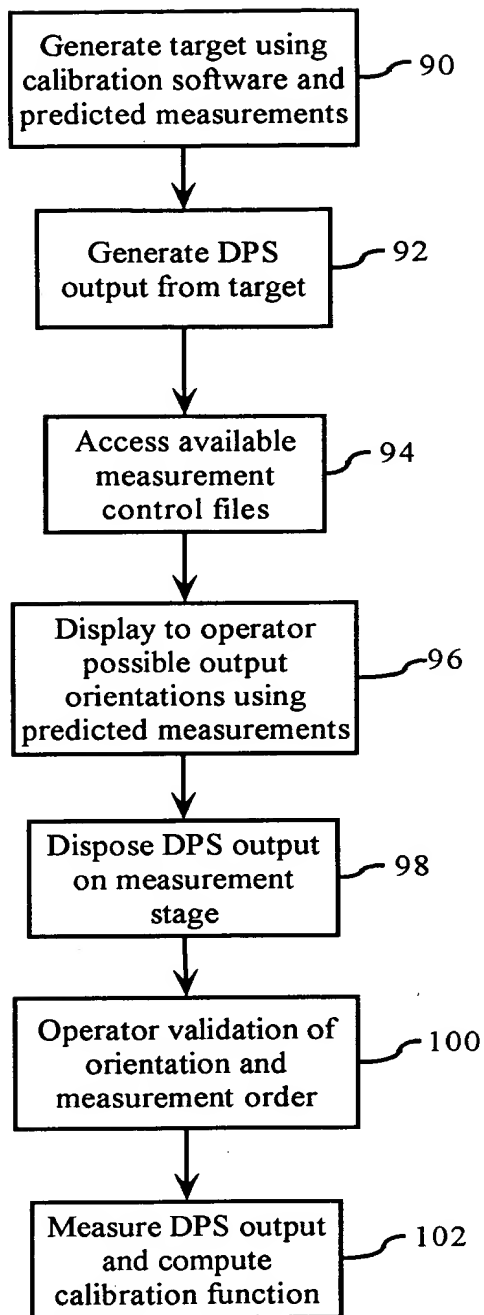 Generate target using
calibration software and
predicted measurements
90
Generate DPS
output from target
92
Access available
measurement
control files
94
Display to operator
possible output
orientations using
predicted measurements
96
Dispose DPS output
on measurement
stage
98
Operator validation of
orientation and
measurement order
100
Measure DPS output
and compute
calibration function
102